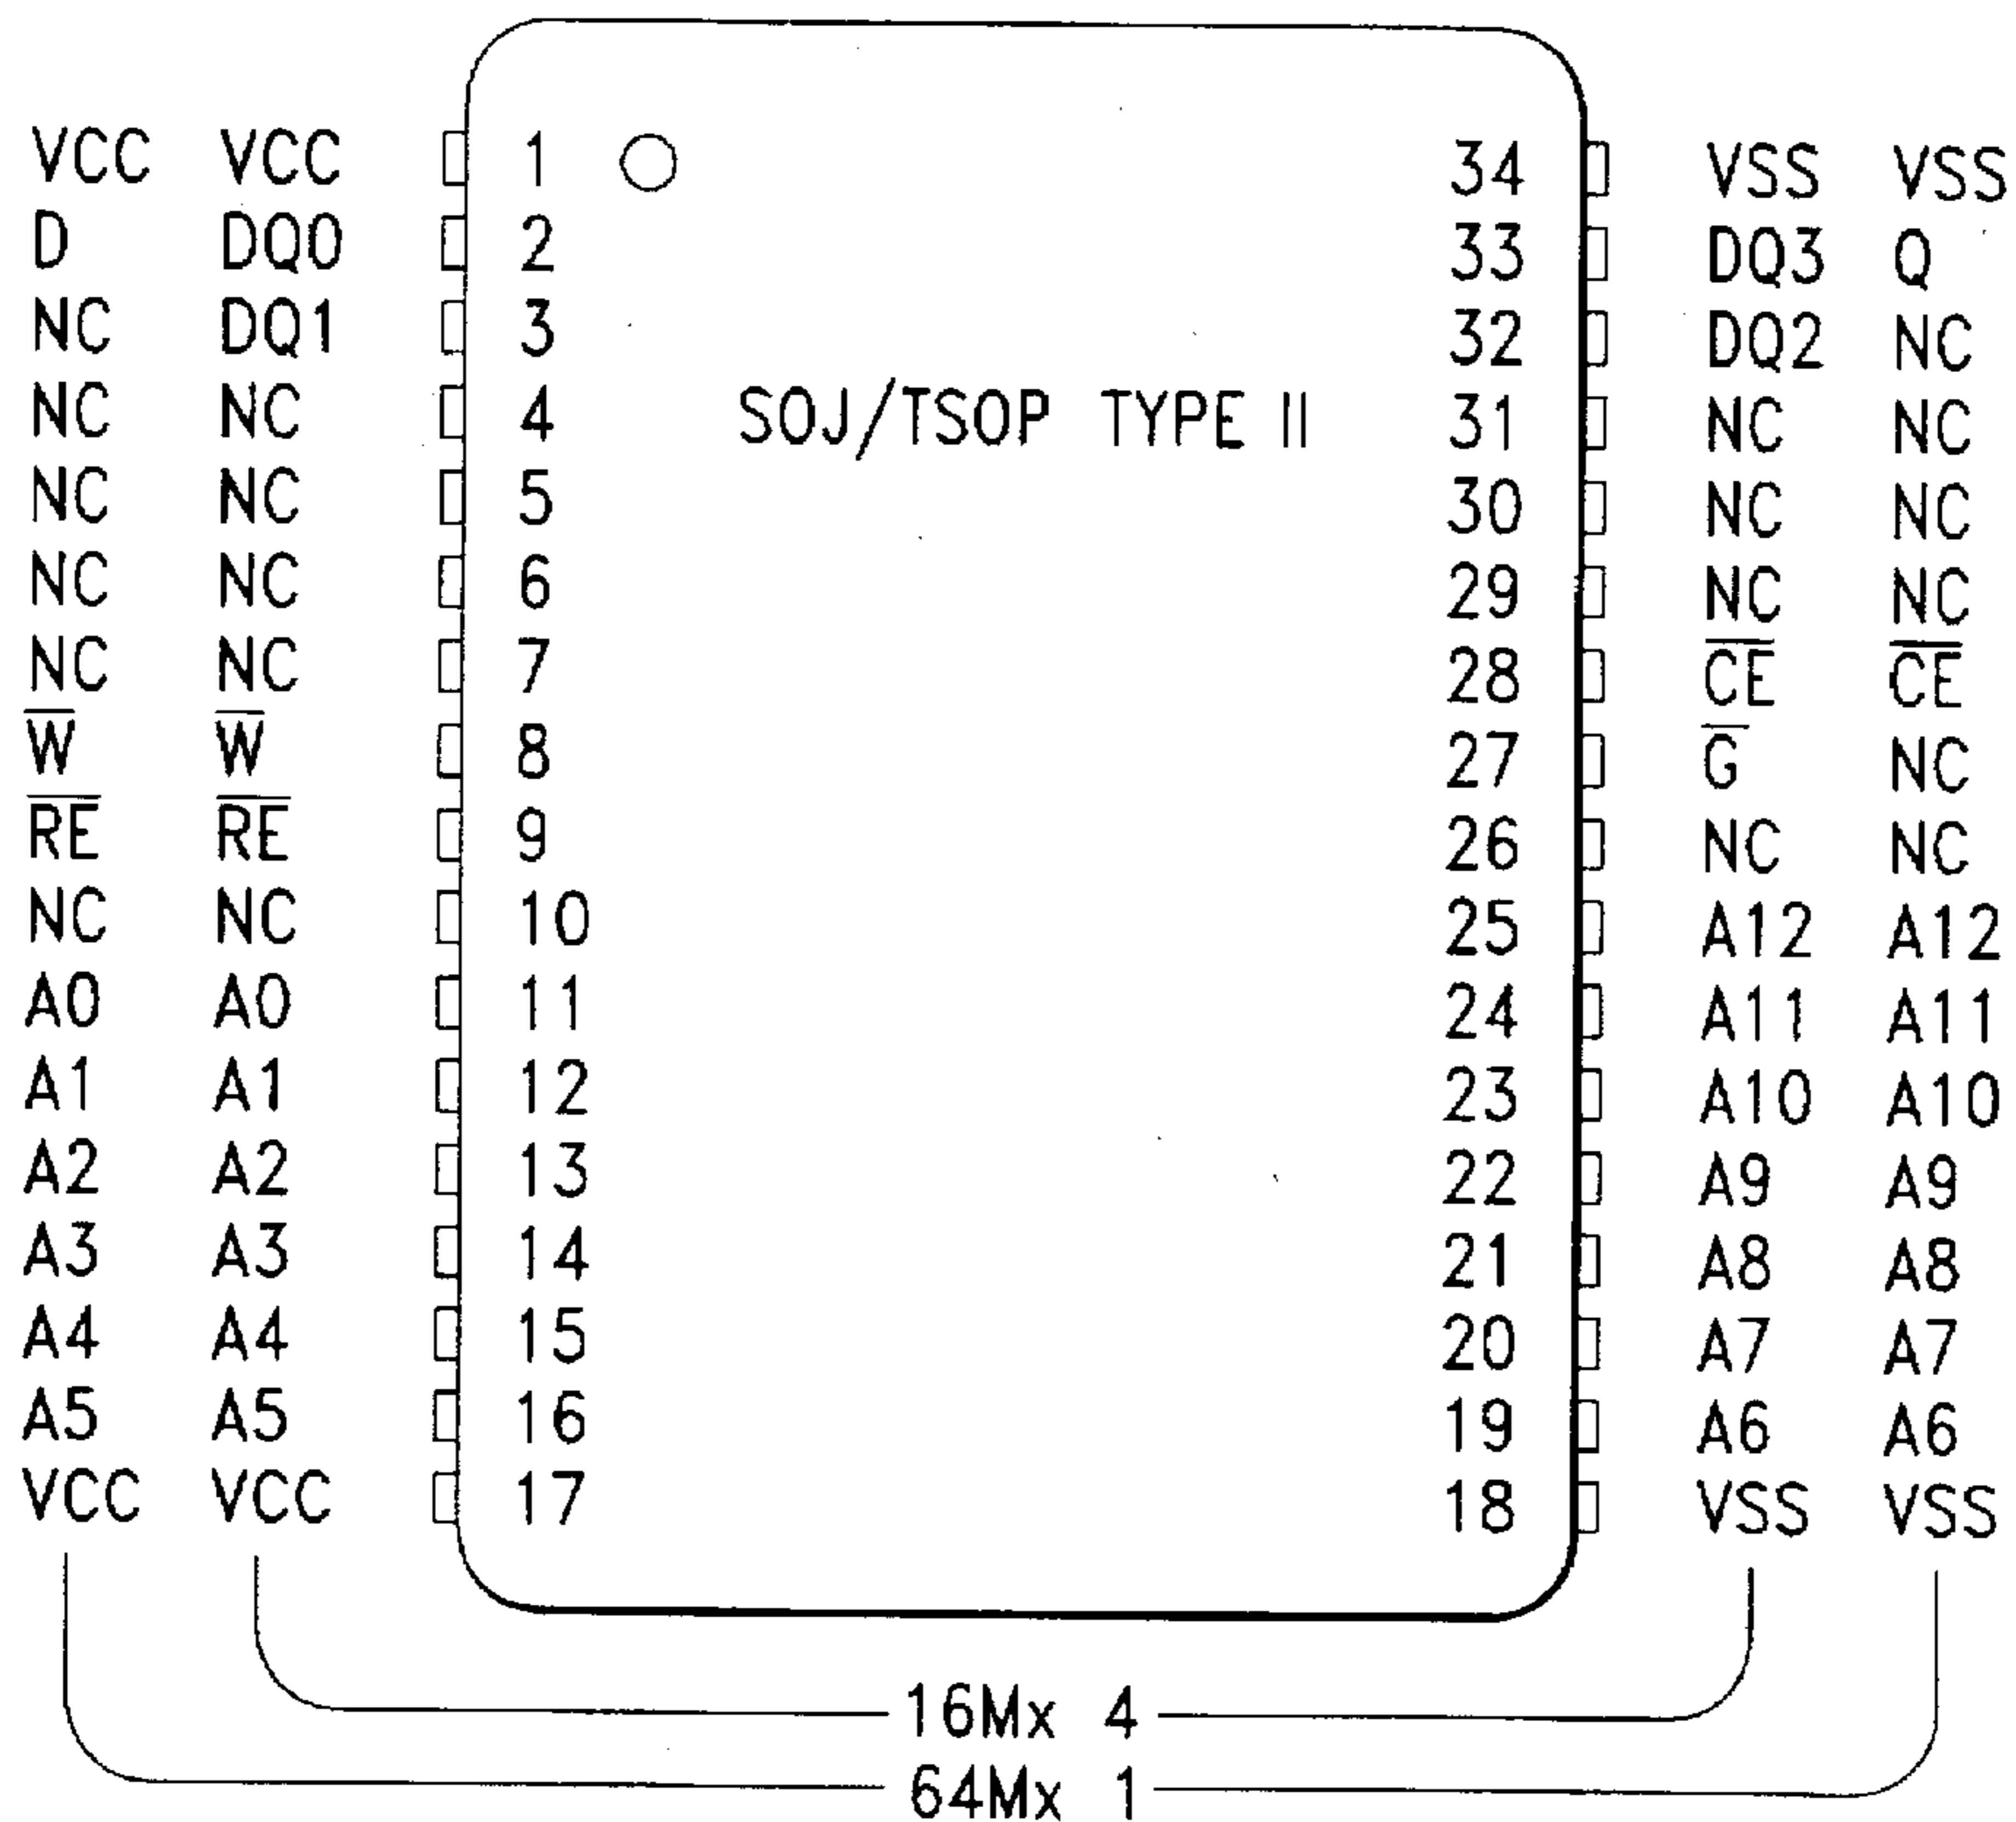 VCC VCC 1 34 VSS VSS
D DQ0 2 33 DQ3 Q
NC DQ1 3 32 DQ2 NC
NC NC 4 SOJ/TSOP TYPE II 31 NC NC
NC NC 5 30 NC NC
NC NC 6 29 NC NC
NC NC 7 28 C̅E̅ C̅E̅
W̅ W̅ 8 27 G̅ NC
R̅E̅ R̅E̅ 9 26 NC NC
NC NC 10 25 A12 A12
A0 A0 11 24 A11 A11
A1 A1 12 23 A10 A10
A2 A2 13 22 A9 A9
A3 A3 14 21 A8 A8
A4 A4 15 20 A7 A7
A5 A5 16 19 A6 A6
VCC VCC 17 18 VSS VSS
16Mx 4
64Mx 1